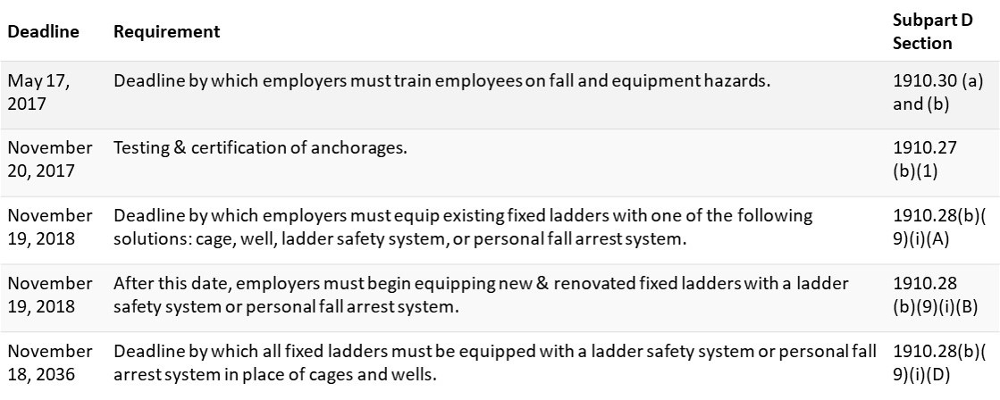 Deadline Requirement Subpart D
Section
May 17, Deadline by which employers must train employees on fall and equipment hazards. 1910.30 (a)
2017 and (b)
November Testing & certification of anchorages. 1910.27
20, 2017 (b)(1)
November Deadline by which employers must equip existing fixed ladders with one of the following 1910.28(b)(
19, 2018 solutions: cage, well, ladder safety system, or personal fall arrest system. 9)(i)(A)
November After this date, employers must begin equipping new & renovated fixed ladders with a ladder 1910.28
19, 2018 safety system or personal fall arrest system. (b)(9)(i)(B)
November Deadline by which all fixed ladders must be equipped with a ladder safety system or personal fall 1910.28(b)(
18, 2036 arrest system in place of cages and wells. 9)(i)(D)